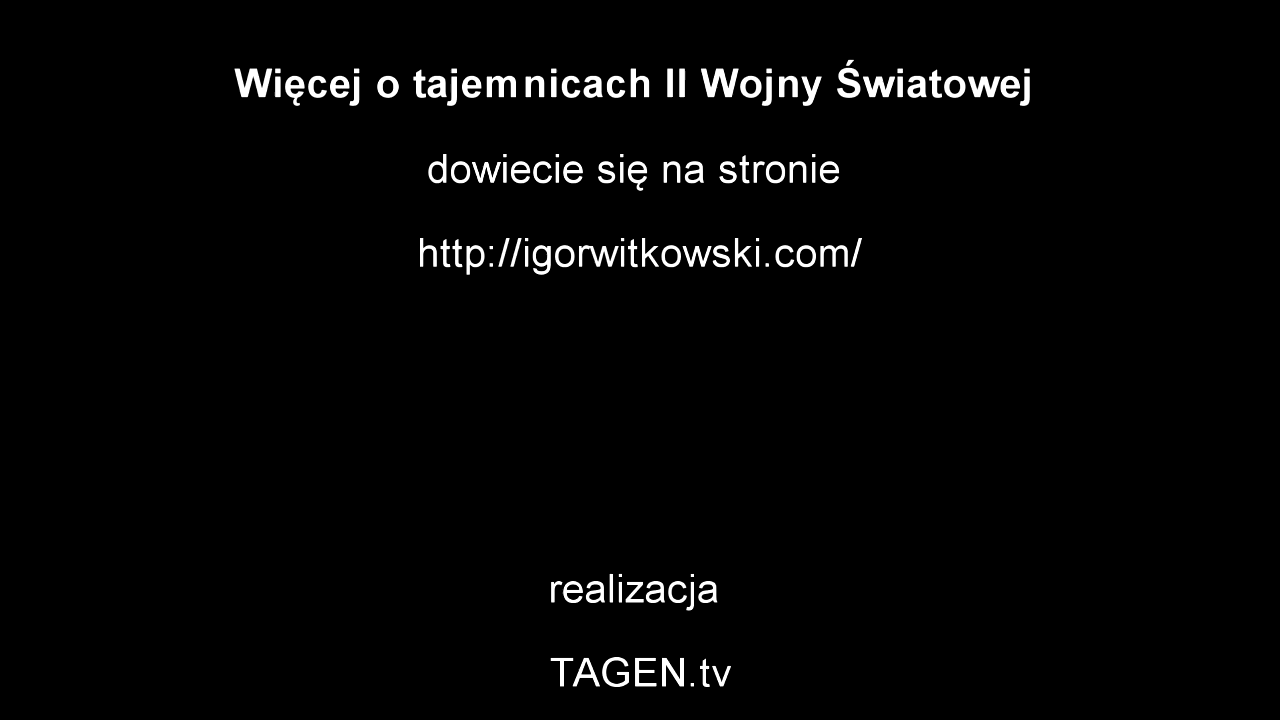 Więcej o tajemnicach II Wojny Światowej
dowiecie się na stronie
http://igorwitkowski.com/
realizacja
TAGEN.tv